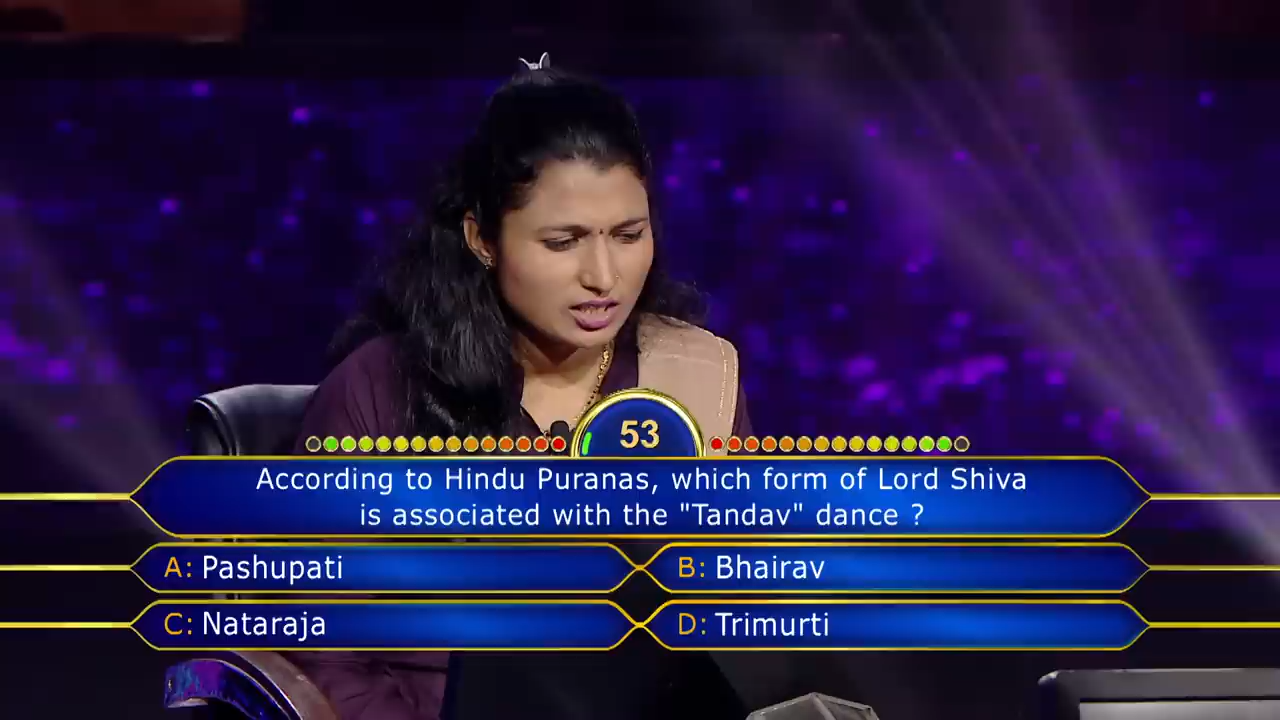 53
According to Hindu Puranas, which form of Lord Shiva
is associated with the "Tandav" dance ?
A: Pashupati
B: Bhairav
C: Nataraja
D: Trimurti